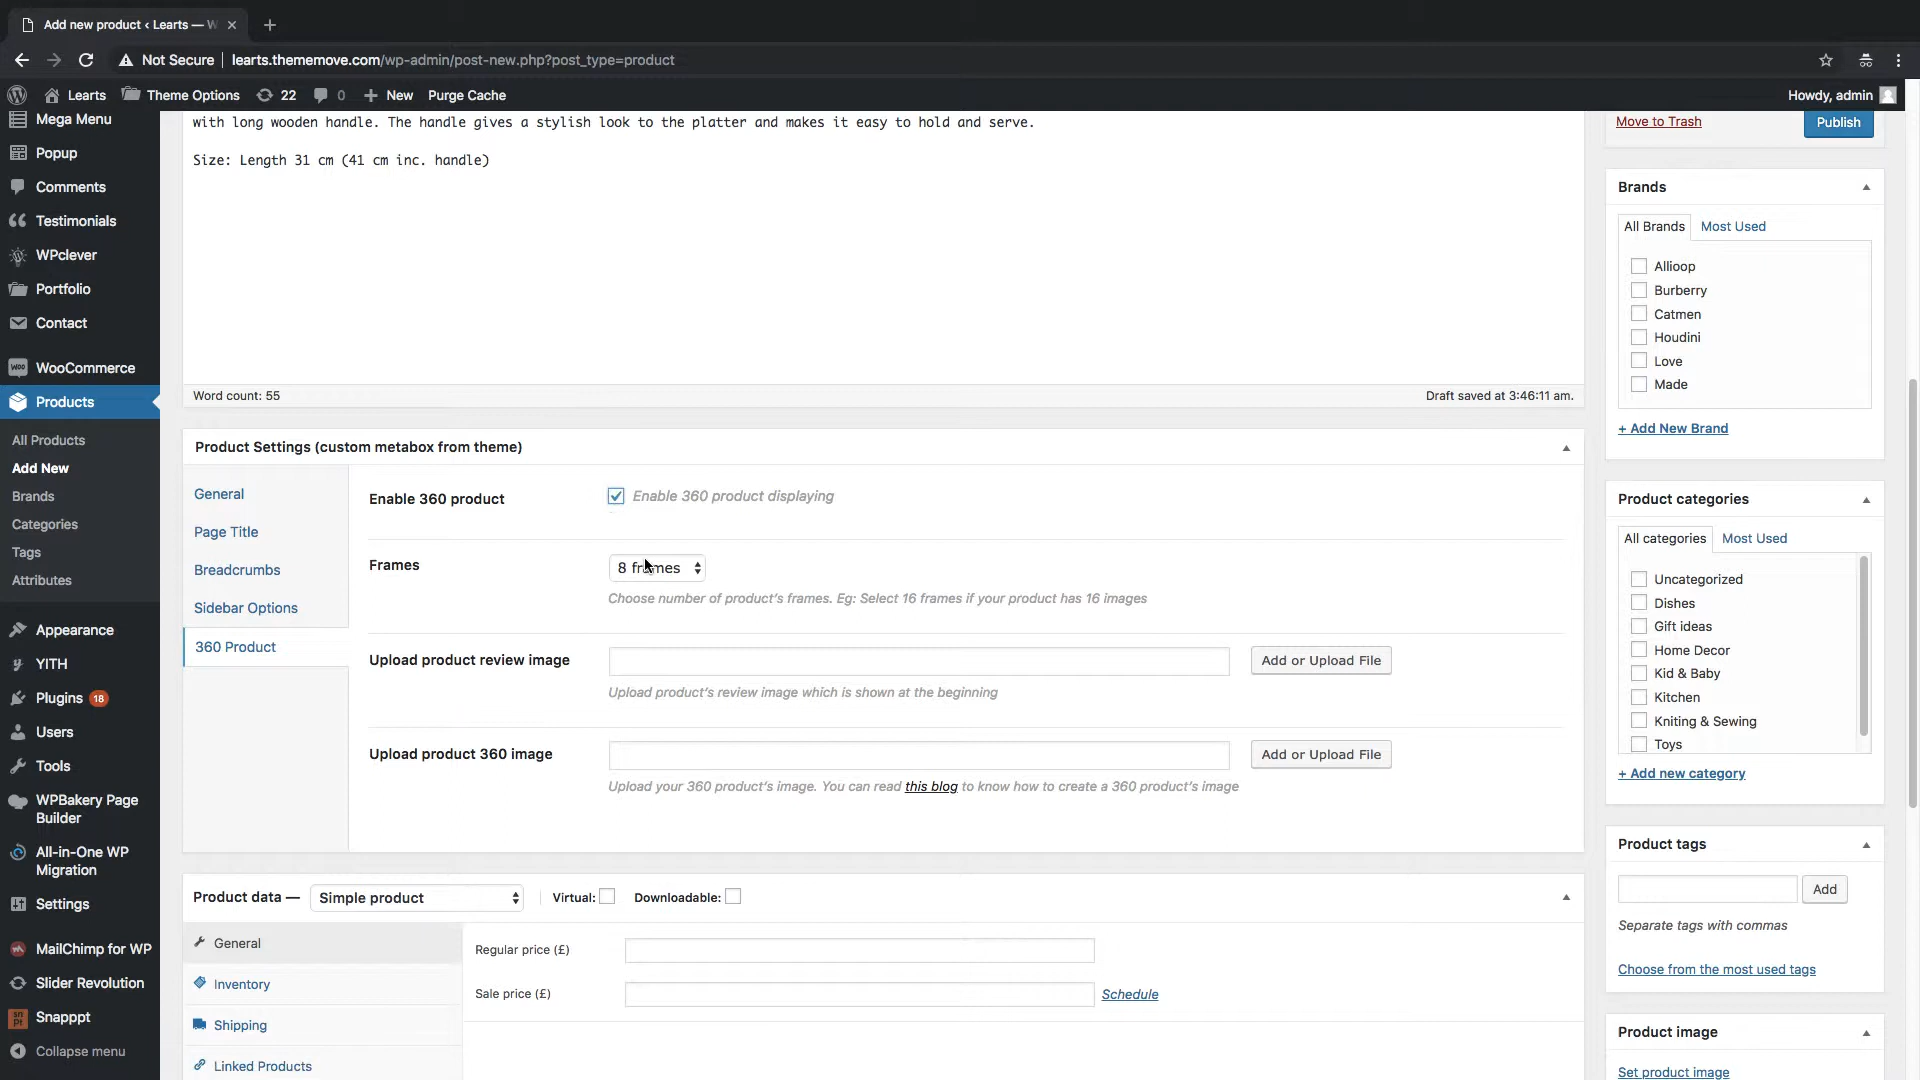 Add new product ‹ Learts — W
Not Secure
learts.thememove.com/wp-admin/post-new.php?post_type=product
Learts
Theme Options
22
0
New
Purge Cache
Howdy, admin
Mega Menu
Popup
Comments
Testimonials
WPclever
Portfolio
Contact
WooCommerce
Products
All Products
Add New
Brands
Categories
Tags
Attributes
Appearance
YITH
Plugins 18
Users
Tools
WPBakery Page
Builder
All-in-One WP
Migration
Settings
MailChimp for WP
Slider Revolution
Snapppt
Collapse menu
with long wooden handle. The handle gives a stylish look to the platter and makes it easy to hold and serve.
Size: Length 31 cm (41 cm inc. handle)
Word count: 55
Draft saved at 3:46:11 am.
Product Settings (custom metabox from theme)
General
Page Title
Breadcrumbs
Sidebar Options
360 Product
Enable 360 product
Enable 360 product displaying
Frames
8 frames
Choose number of product's frames. Eg: Select 16 frames if your product has 16 images
Upload product review image
Add or Upload File
Upload product's review image which is shown at the beginning
Upload product 360 image
Add or Upload File
Upload your 360 product's image. You can read this blog to know how to create a 360 product's image
Product data —
Simple product
Virtual:
Downloadable:
General
Inventory
Shipping
Linked Products
Regular price (£)
Sale price (£)
Schedule
Move to Trash
Publish
Brands
All Brands
Most Used
Allioop
Burberry
Catmen
Houdini
Love
Made
+ Add New Brand
Product categories
All categories
Most Used
Uncategorized
Dishes
Gift ideas
Home Decor
Kid & Baby
Kitchen
Kniting & Sewing
Toys
+ Add new category
Product tags
Add
Separate tags with commas
Choose from the most used tags
Product image
Set product image